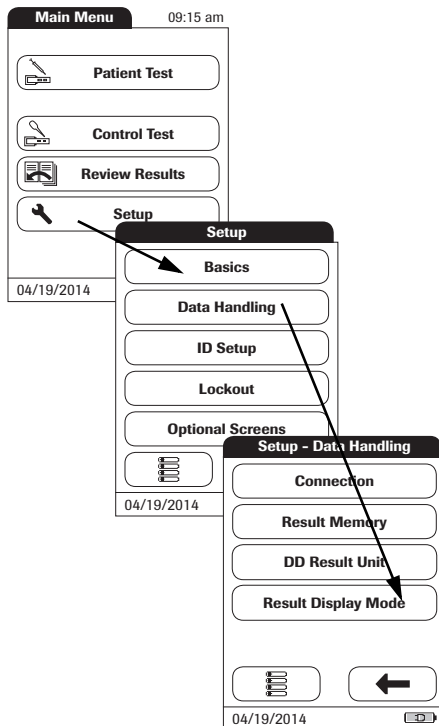 Main Menu 09:15 am
Patient Test
Control Test
Review Results
Setup
04/19/2014
Setup
Basics
Data Handling
ID Setup
Lockout
Optional Screens
04/19/2014
Setup - Data Handling
Connection
Result Memory
DD Result Unit
Result Display Mode
04/19/2014